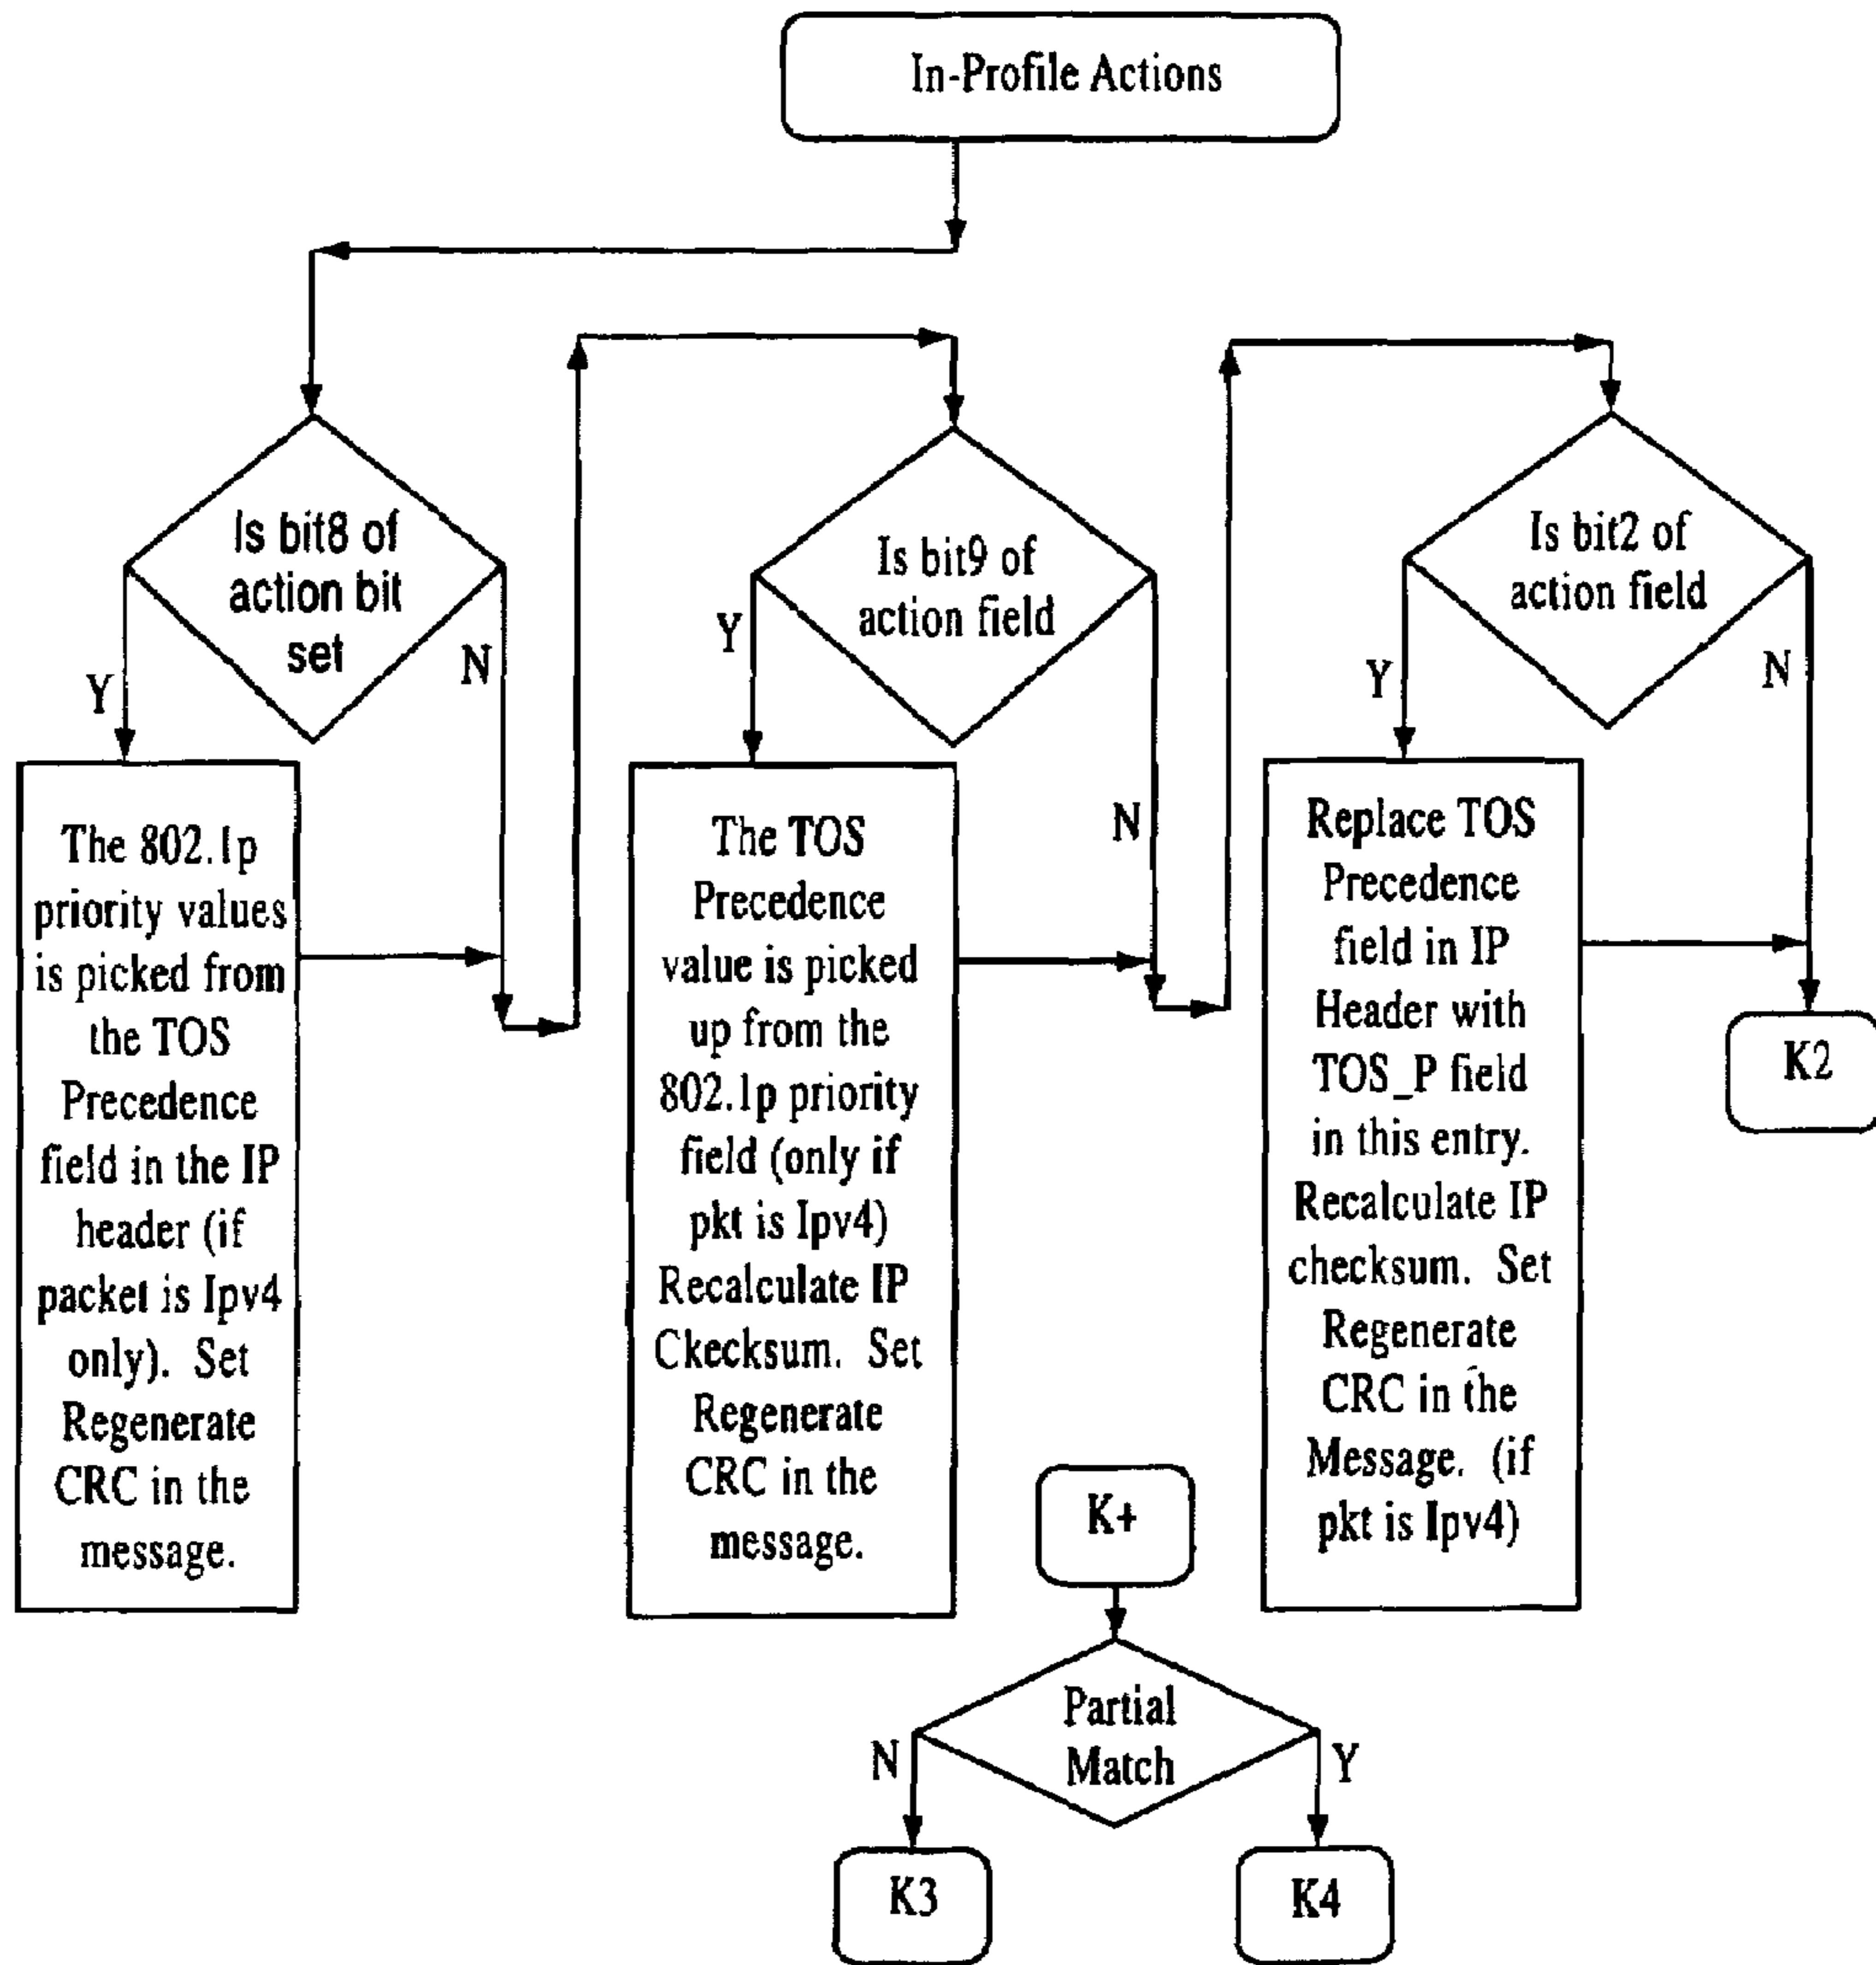 In-Profile Actions
Is bit8 of
action bit
set
Y
N
The 802.1p
priority values
is picked from
the TOS
Precedence
field in the IP
header (if
packet is Ipv4
only). Set
Regenerate
CRC in the
message.
Is bit9 of
action field
Y
N
The TOS
Precedence
value is picked
up from the
802.1p priority
field (only if
pkt is Ipv4)
Recalculate IP
Ckecksum. Set
Regenerate
CRC in the
message.
Is bit2 of
action field
Y
N
Replace TOS
Precedence
field in IP
Header with
TOS_P field
in this entry.
Recalculate IP
checksum. Set
Regenerate
CRC in the
Message. (if
pkt is Ipv4)
K2
K+
Partial
Match
N
Y
K3
K4